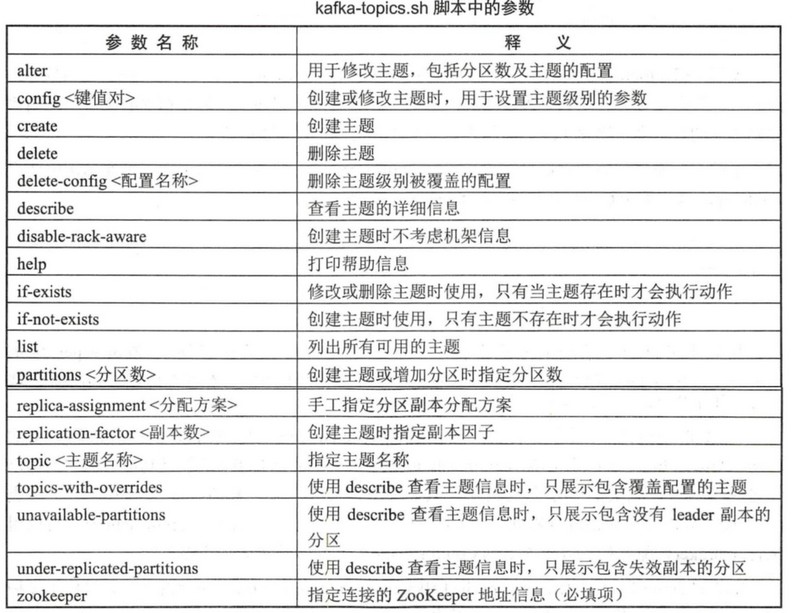 kafka-topics.sh 脚本中的参数
参 数 名 称 释 义
alter 用于修改主题，包括分区数及主题的配置
config <键值对> 创建或修改主题时，用于设置主题级别的参数
create 创建主题
delete 删除主题
delete-config <配置名称> 删除主题级别被覆盖的配置
describe 查看主题的详细信息
disable-rack-aware 创建主题时不考虑机架信息
help 打印帮助信息
if-exists 修改或删除主题时使用，只有当主题存在时才会执行动作
if-not-exists 创建主题时使用，只有主题不存在时才会执行动作
list 列出所有可用的主题
partitions <分区数> 创建主题或增加分区时指定分区数
replica-assignment <分配方案> 手工指定分区副本分配方案
replication-factor <副本数> 创建主题时指定副本因子
topic <主题名称> 指定主题名称
topics-with-overrides 使用 describe 查看主题信息时，只展示包含覆盖配置的主题
unavailable-partitions 使用 describe 查看主题信息时，只展示包含没有 leader 副本的
分区
under-replicated-partitions 使用 describe 查看主题信息时，只展示包含失效副本的分区
zookeeper 指定连接的 ZooKeeper 地址信息（必填项）